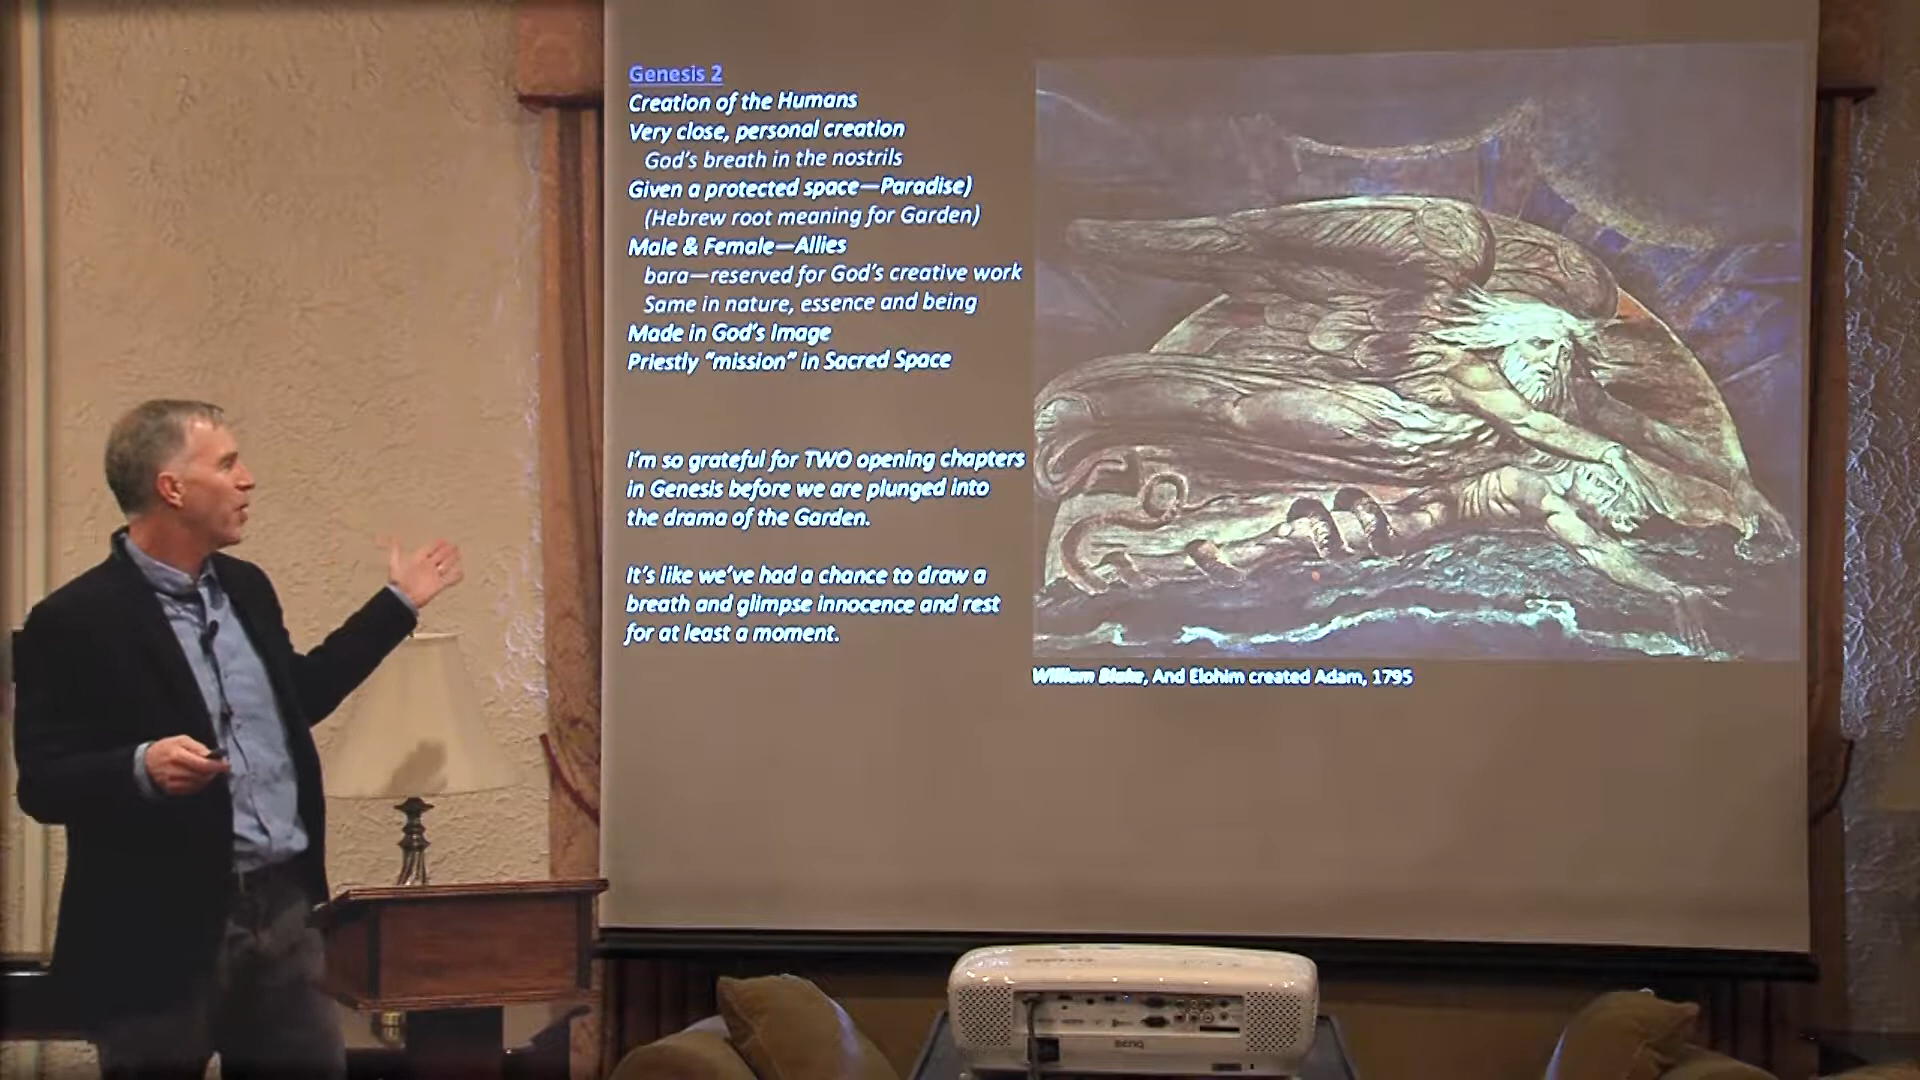 Genesis 2
Creation of the Humans
Very close, personal creation
God's breath in the nostrils
Given a protected space—Paradise)
(Hebrew root meaning for Garden)
Male & Female—Allies
bara—reserved for God's creative work
Same in nature, essence and being
Made in God's Image
Priestly "mission" in Sacred Space
I'm so grateful for TWO opening chapters
in Genesis before we are plunged into
the drama of the Garden.
It's like we've had a chance to draw a
breath and glimpse innocence and rest
for at least a moment.
William Blake, And Elohim created Adam, 1795
BenQ